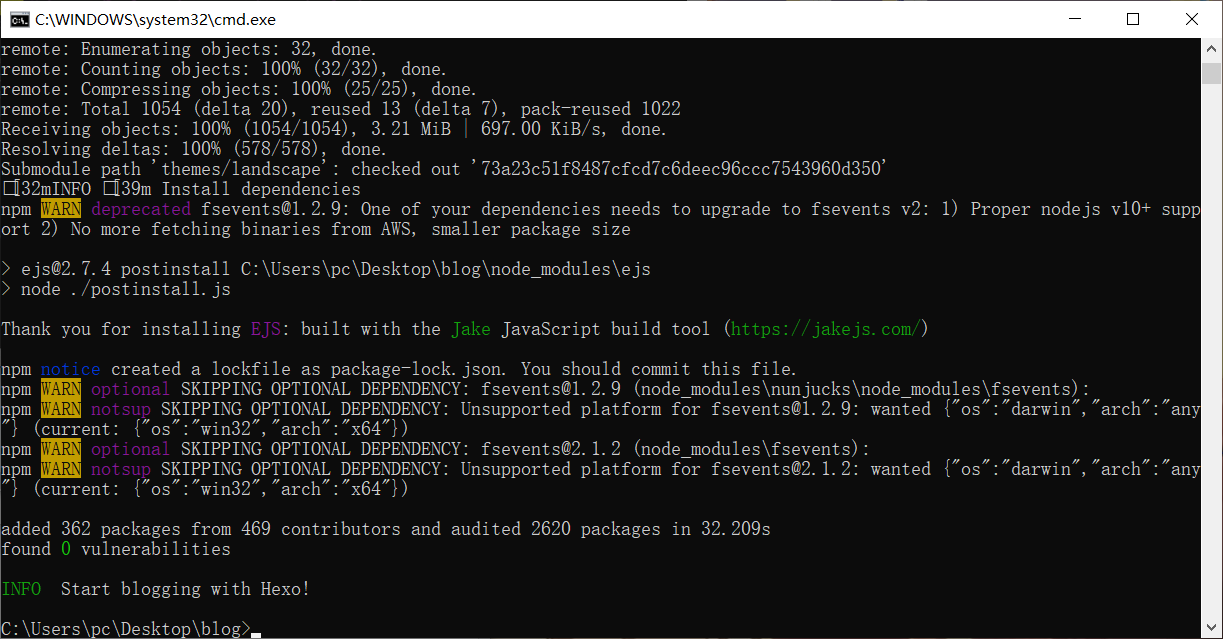 C:\WINDOWS\system32\cmd.exe
remote: Enumerating objects: 32, done.
remote: Counting objects: 100% (32/32), done.
remote: Compressing objects: 100% (25/25), done.
remote: Total 1054 (delta 20), reused 13 (delta 7), pack-reused 1022
Receiving objects: 100% (1054/1054), 3.21 MiB | 697.00 KiB/s, done.
Resolving deltas: 100% (578/578), done.
Submodule path 'themes/landscape': checked out '73a23c51f8487cfcd7c6deec96ccc7543960d350'
□[32mINFO □[39m Install dependencies
npm WARN deprecated fsevents@1.2.9: One of your dependencies needs to upgrade to fsevents v2: 1) Proper nodejs v10+ supp
ort 2) No more fetching binaries from AWS, smaller package size
> ejs@2.7.4 postinstall C:\Users\pc\Desktop\blog\node_modules\ejs
> node ./postinstall.js
Thank you for installing EJS: built with the Jake JavaScript build tool (https://jakejs.com/)
npm notice created a lockfile as package-lock.json. You should commit this file.
npm WARN optional SKIPPING OPTIONAL DEPENDENCY: fsevents@1.2.9 (node_modules\nunjucks\node_modules\fsevents):
npm WARN notsup SKIPPING OPTIONAL DEPENDENCY: Unsupported platform for fsevents@1.2.9: wanted {"os":"darwin","arch":"any
"} (current: {"os":"win32","arch":"x64"})
npm WARN optional SKIPPING OPTIONAL DEPENDENCY: fsevents@2.1.2 (node_modules\fsevents):
npm WARN notsup SKIPPING OPTIONAL DEPENDENCY: Unsupported platform for fsevents@2.1.2: wanted {"os":"darwin","arch":"any
"} (current: {"os":"win32","arch":"x64"})
added 362 packages from 469 contributors and audited 2620 packages in 32.209s
found 0 vulnerabilities
INFO  Start blogging with Hexo!
C:\Users\pc\Desktop\blog>